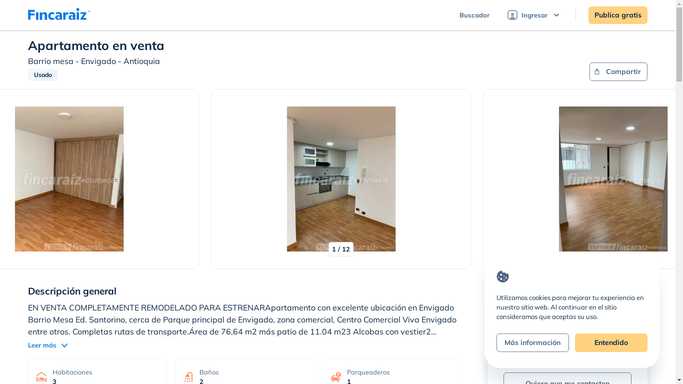 Fincaraiz
Buscador
Ingresar
Publica gratis
Apartamento en venta
Barrio mesa - Envigado - Antioquia
Usado
Compartir
fincaraiz
fincaraiz
fincaraiz
fincaraiz
1 / 12
Descripción general
EN VENTA COMPLETAMENTE REMODELADO PARA ESTRENARApartamento con excelente ubicación en Envigado
Barrio Mesa Ed. Santorino, cerca de Parque principal de Envigado, zona comercial, Centro Comercial Viva Envigado
entre otros. Completas rutas de transporte.Área de 76,64 m2 más patio de 11.04 m23 Alcobas con vestier2...
Leer más
Habitaciones
3
Baños
2
Parqueaderos
1
Utilizamos cookies para mejorar tu experiencia en
nuestro sitio web. Al continuar en el sitio
consideramos que aceptas su uso.
Más información
Entendido
Quiero que me contacten